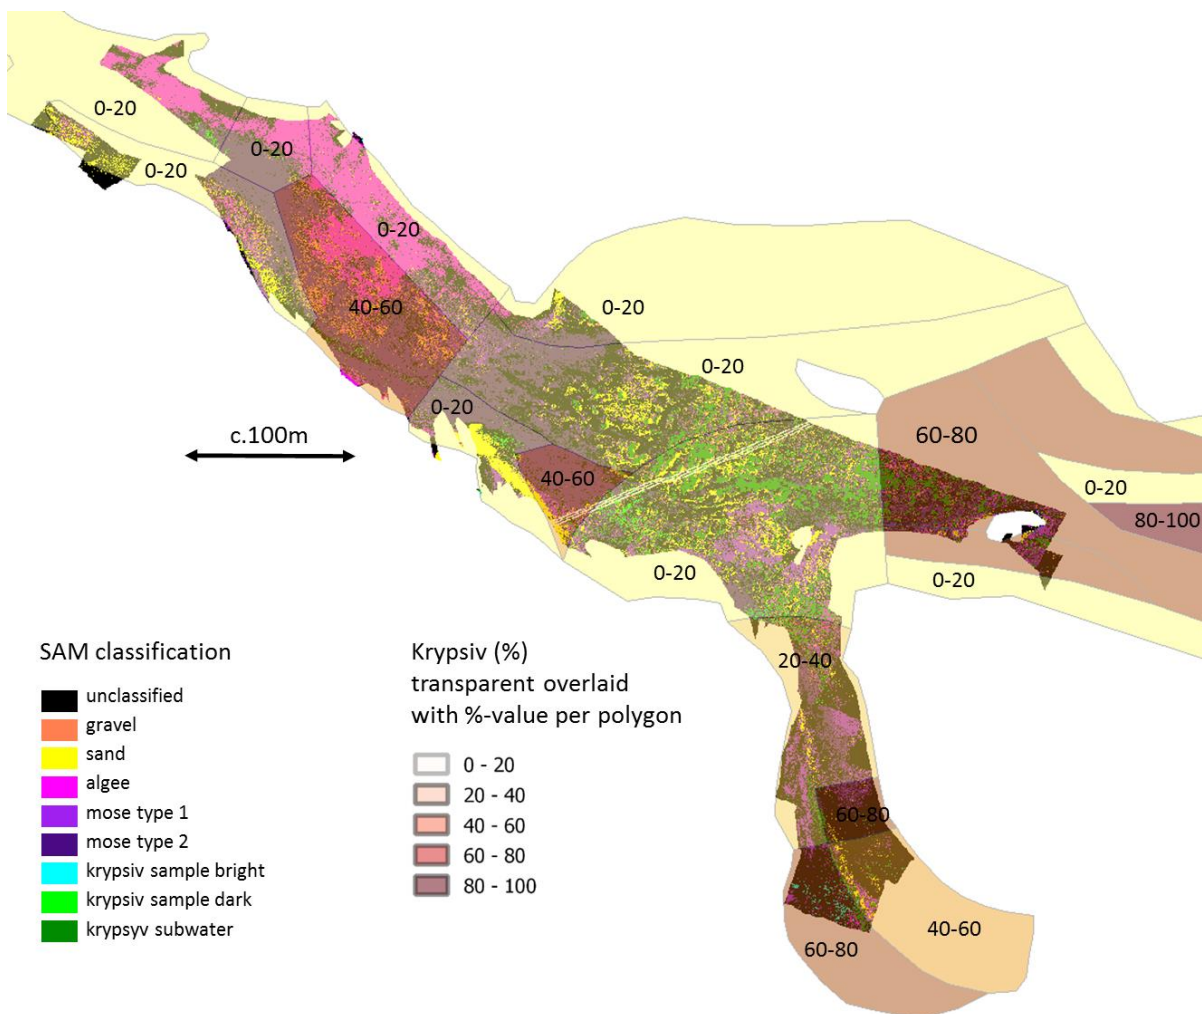 0-20
0-20
0-20
0-20
40-60
0-20
0-20
0-20
c.100m
60-80
40-60
0-20
80-100
0-20
0-20
20-40
60-80
40-60
60-80
SAM classification
unclassified
gravel
sand
algee
mose type 1
mose type 2
krypsiv sample bright
krypsiv sample dark
krypsyv subwater
Krypsiv (%)
transparent overlaid
with %-value per polygon
0 - 20
20 - 40
40 - 60
60 - 80
80 - 100